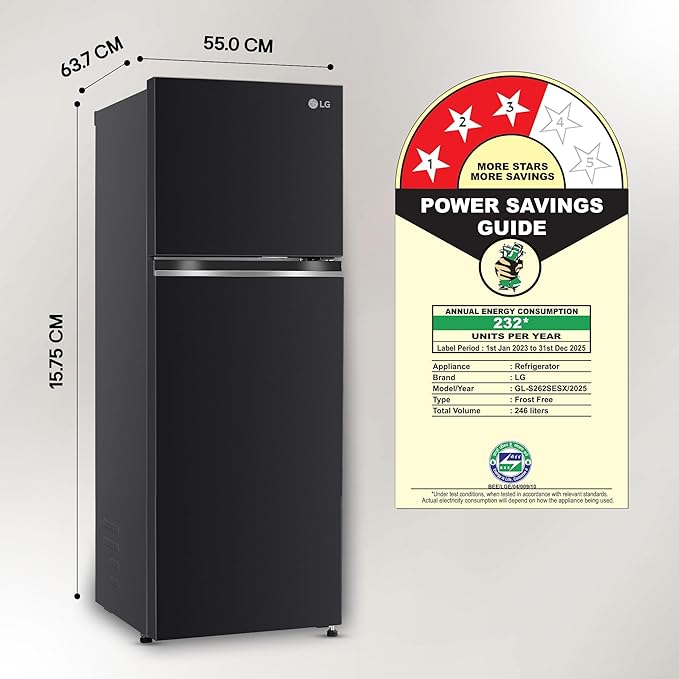 55.0 CM
63.7 CM
LG
15.75 CM
1
2
3
4
5
MORE STARS
MORE SAVINGS
POWER SAVINGS
GUIDE
ANNUAL ENERGY CONSUMPTION
232*
UNITS PER YEAR
Label Period : 1st Jan 2023 to 31st Dec 2025
Appliance : Refrigerator
Brand : LG
Model/Year : GL-S262SESX/2025
Type : Frost Free
Total Volume : 246 liters
BEE
BEE/LGE/04/009/10
*Under test conditions, when tested in accordance with relevant standards.
Actual electricity consumption will depend on how the appliance being used.